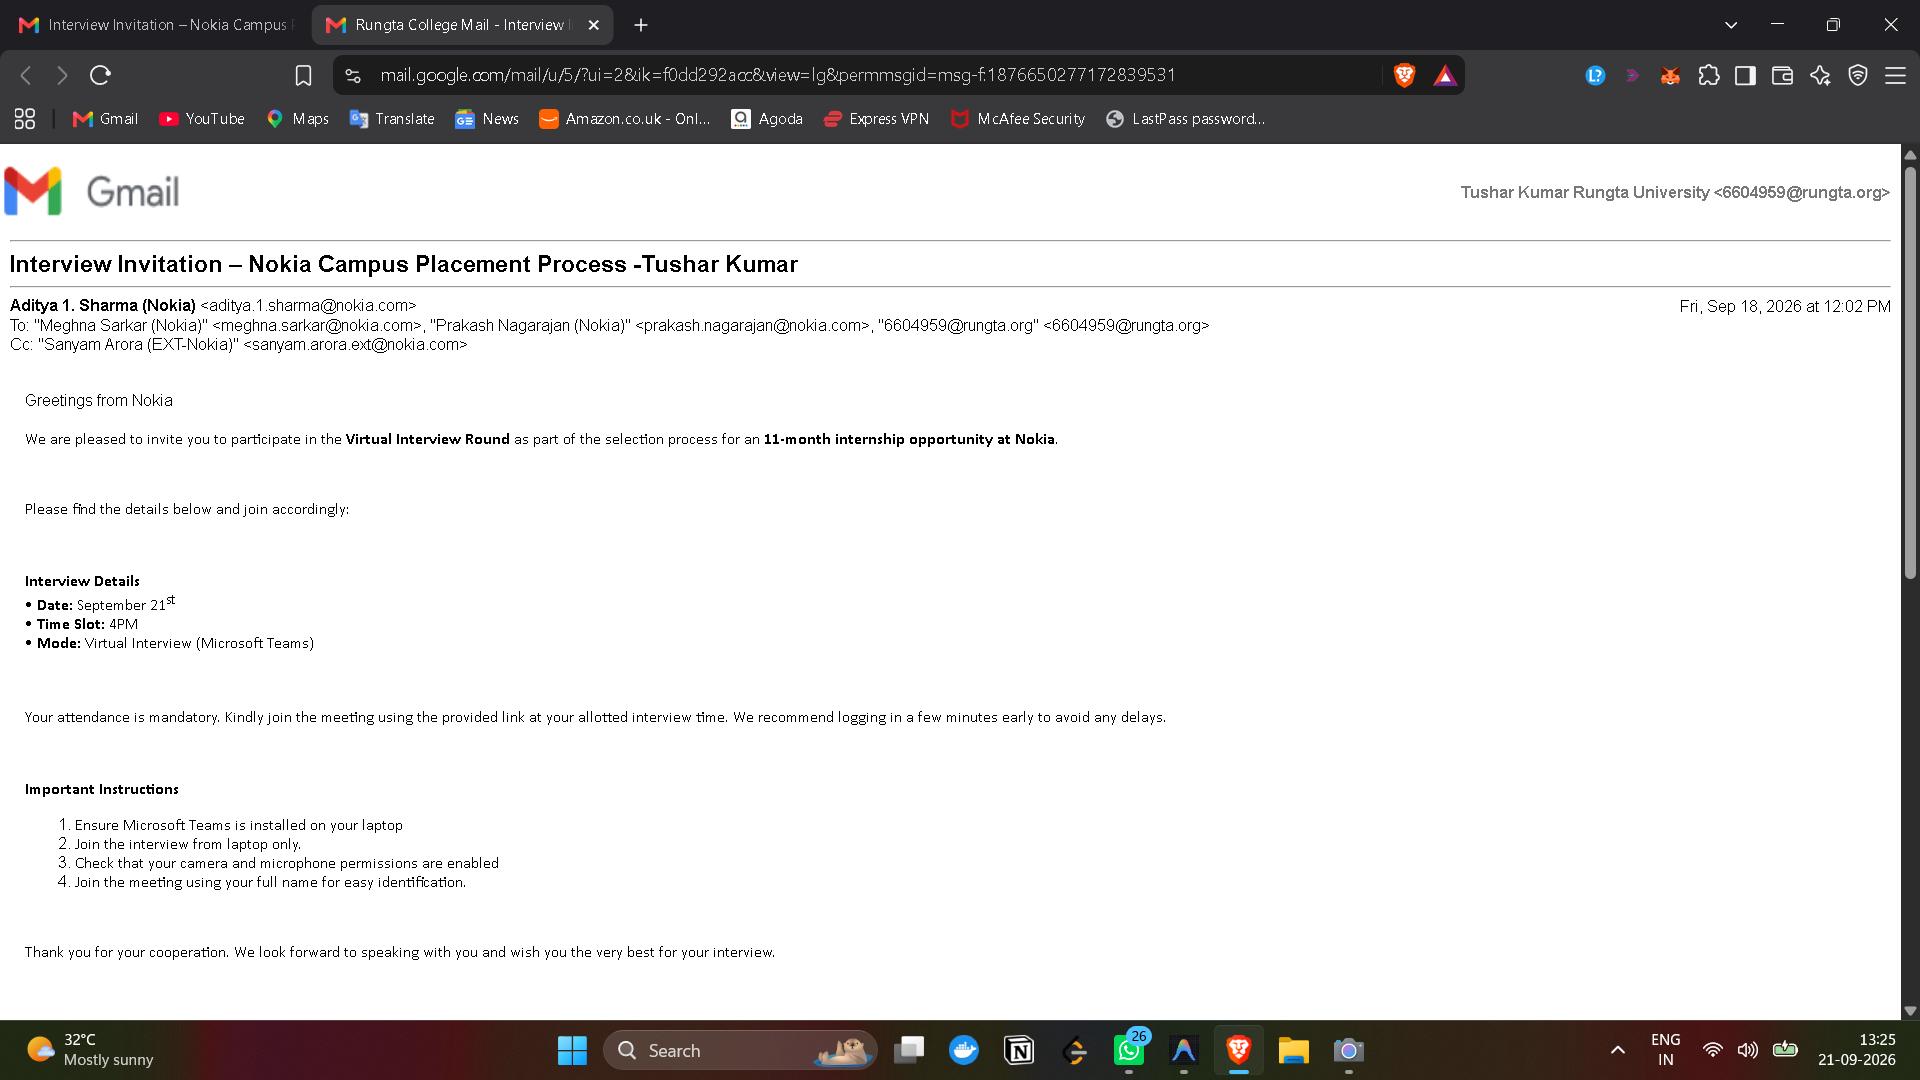 Interview Invitation – Nokia Campus
Rungta College Mail - Interview
mail.google.com/mail/u/5/?ui=2&ik=f0dd292acc&view=lg&permmsgid=msg-f:1876650277172839531
Gmail
YouTube
Maps
Translate
News
Amazon.co.uk - Onl...
Agoda
Express VPN
McAfee Security
LastPass password...
Gmail
Tushar Kumar Rungta University <6604959@rungta.org>
Interview Invitation – Nokia Campus Placement Process -Tushar Kumar
Aditya 1. Sharma (Nokia) <aditya.1.sharma@nokia.com>
Fri, Sep 18, 2026 at 12:02 PM
To: "Meghna Sarkar (Nokia)" <meghna.sarkar@nokia.com>, "Prakash Nagarajan (Nokia)" <prakash.nagarajan@nokia.com>, "6604959@rungta.org" <6604959@rungta.org>
Cc: "Sanyam Arora (EXT-Nokia)" <sanyam.arora.ext@nokia.com>
Greetings from Nokia
We are pleased to invite you to participate in the Virtual Interview Round as part of the selection process for an 11-month internship opportunity at Nokia.
Please find the details below and join accordingly:
Interview Details
• Date: September 21st
• Time Slot: 4PM
• Mode: Virtual Interview (Microsoft Teams)
Your attendance is mandatory. Kindly join the meeting using the provided link at your allotted interview time. We recommend logging in a few minutes early to avoid any delays.
Important Instructions
1. Ensure Microsoft Teams is installed on your laptop
2. Join the interview from laptop only.
3. Check that your camera and microphone permissions are enabled
4. Join the meeting using your full name for easy identification.
Thank you for your cooperation. We look forward to speaking with you and wish you the very best for your interview.
32°C
Mostly sunny
Search
26
ENG
IN
13:25
21-09-2026